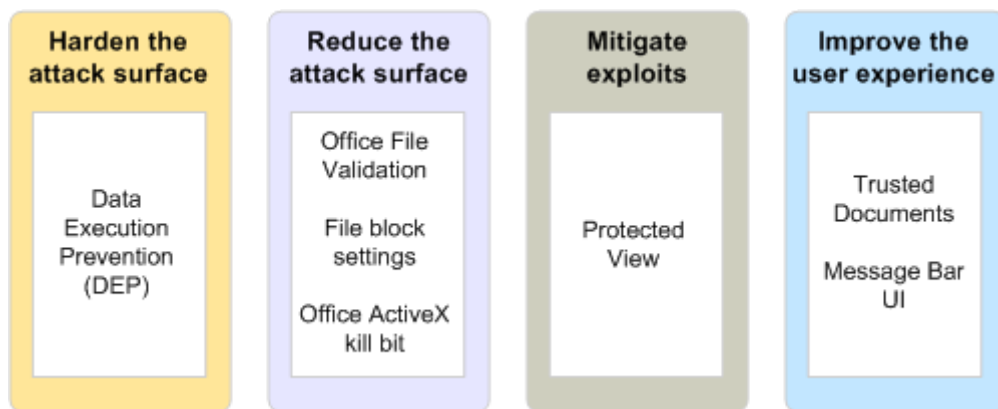 Harden the
attack surface
Data
Execution
Prevention
(DEP)
Reduce the
attack surface
Office File
Validation
File block
settings
Office ActiveX
kill bit
Mitigate
exploits
Protected
View
Improve the
user experience
Trusted
Documents
Message Bar
UI